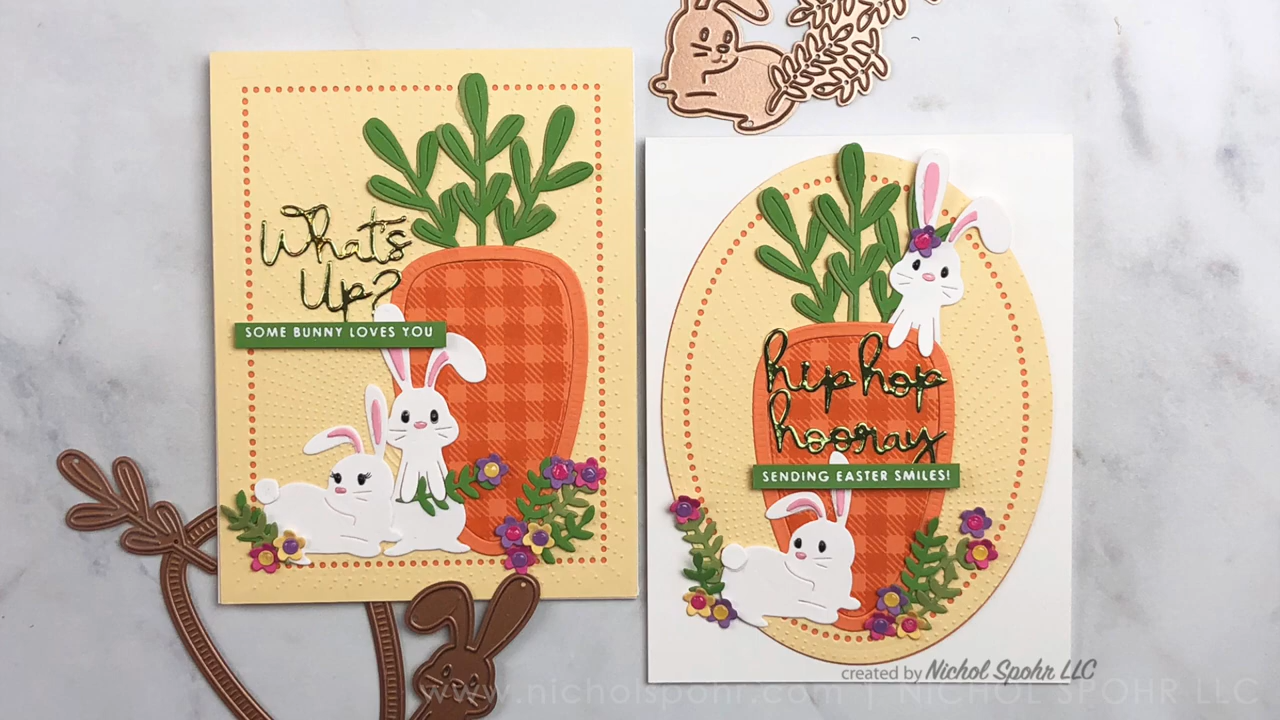 What's
Up?
SOME BUNNY LOVES YOU
hip hop
hooray
SENDING EASTER SMILES!
created by Nichol Spohr LLC
www.nicholspohr.com | NICHOL SPOHR LLC